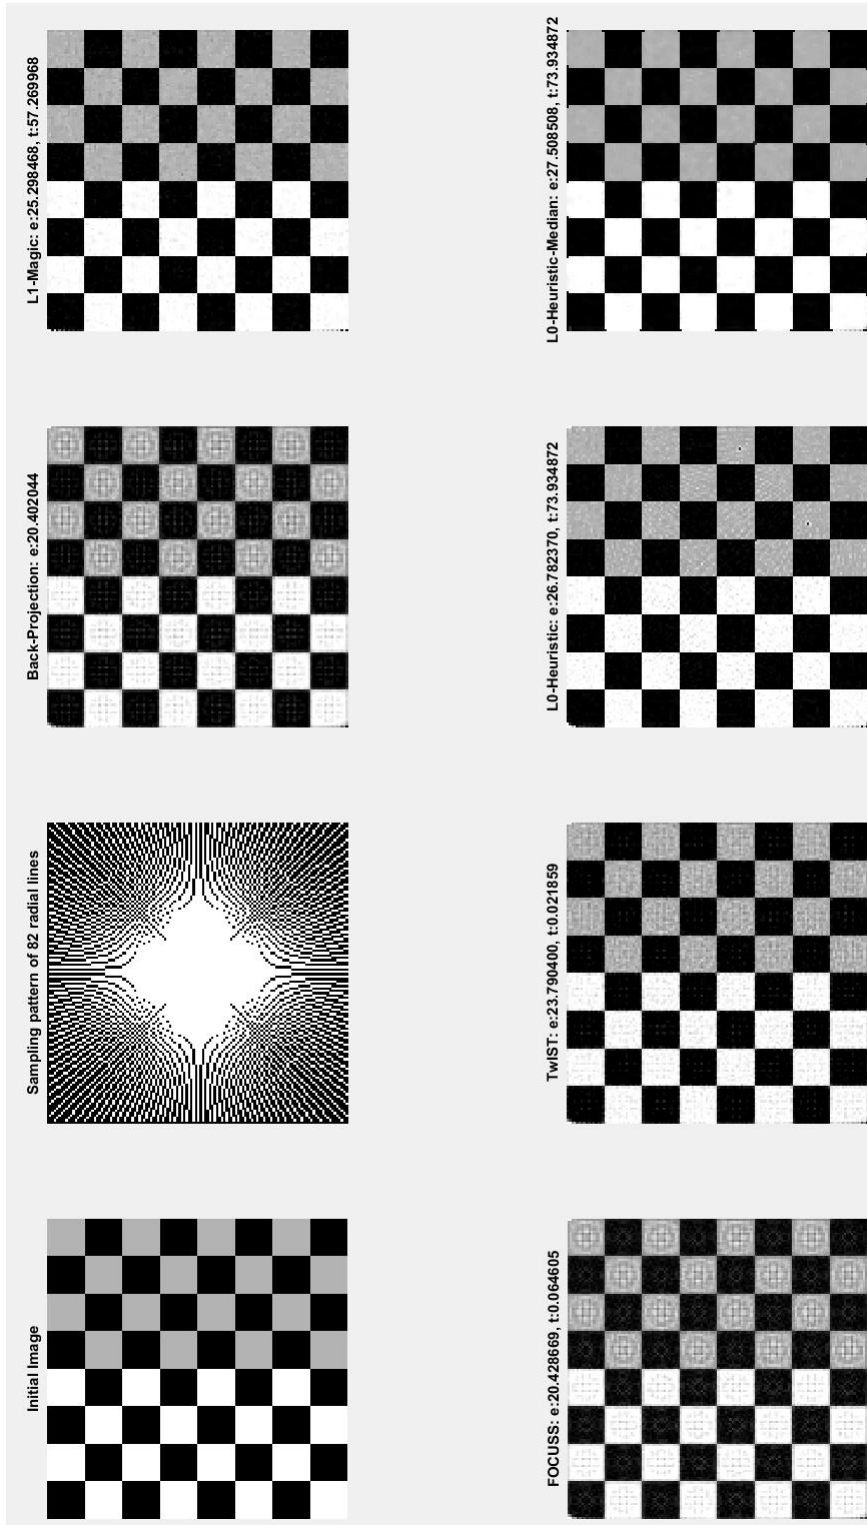 Initial Image
Sampling pattern of 82 radial lines
Back-Projection: e:20.402044
L1-Magic: e:25.298468, t:57.269968
FOCUSS: e:20.428669, t:0.064605
TwIST: e:23.790400, t:0.021859
L0-Heuristic: e:26.782370, t:73.934872
L0-Heuristic-Median: e:27.508508, t:73.934872